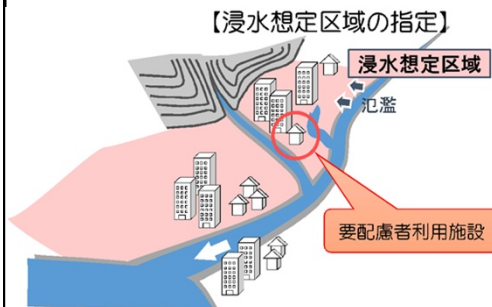 【浸水想定区域の指定】
浸水想定区域
氾濫
要配慮者利用施設